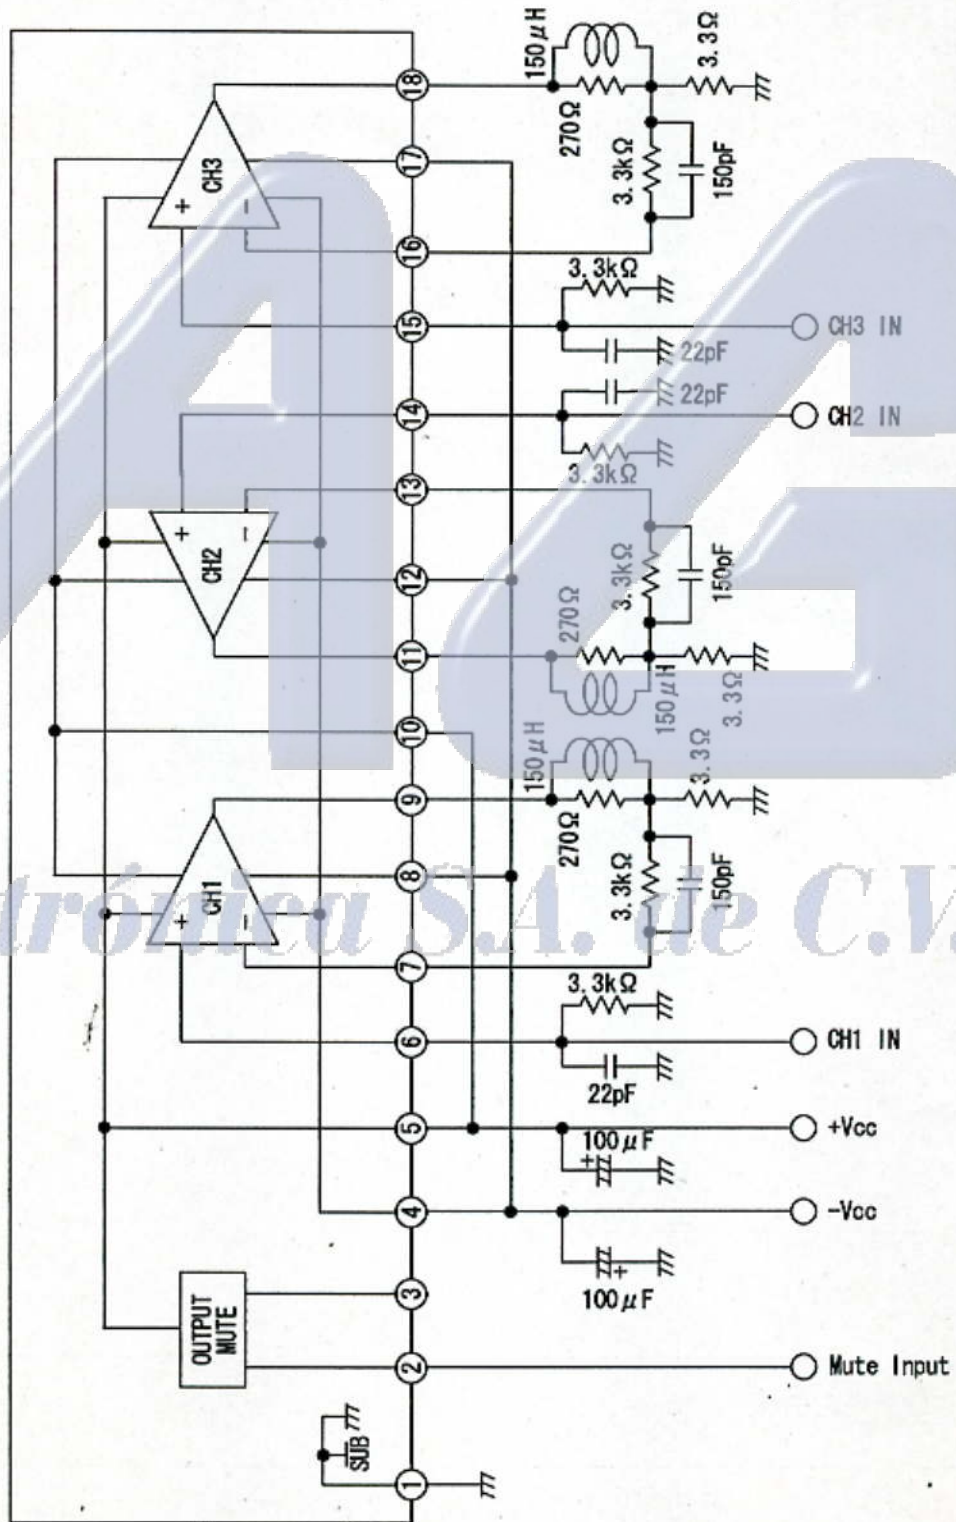 150μH
3.3Ω
18
270Ω
3.3kΩ
150pF
CH3
+
−
17
16
3.3kΩ
15
CH3 IN
22pF
22pF
14
CH2 IN
3.3kΩ
13
+
−
CH2
12
270Ω
3.3kΩ
150pF
11
150μH
3.3Ω
10
150μH
3.3Ω
9
270Ω
3.3kΩ
150pF
CH1
+
−
8
trónica S.A. de C.V.
7
3.3kΩ
6
CH1 IN
22pF
5
+Vcc
100μF
+
4
-Vcc
+
100μF
OUTPUT
MUTE
3
2
Mute Input
SUB
1